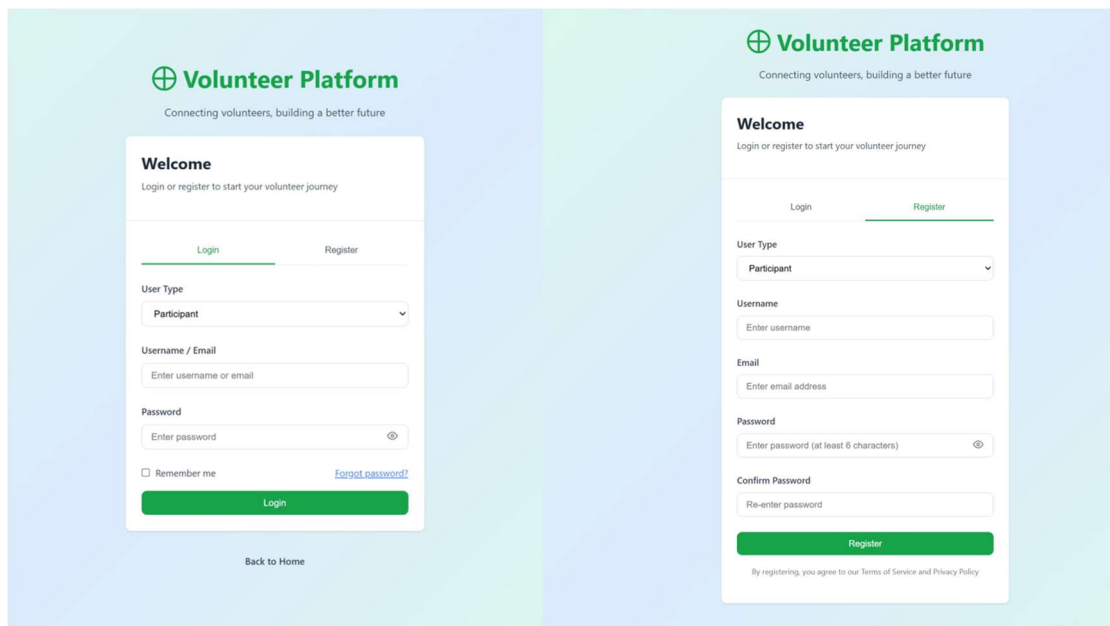 Volunteer Platform
Connecting volunteers, building a better future
Welcome
Login or register to start your volunteer journey
Login Register
User Type
Participant
Username / Email
Enter username or email
Password
Enter password
Remember me Forgot password?
Login
Back to Home
Volunteer Platform
Connecting volunteers, building a better future
Welcome
Login or register to start your volunteer journey
Login Register
User Type
Participant
Username
Enter username
Email
Enter email address
Password
Enter password (at least 6 characters)
Confirm Password
Re-enter password
Register
By registering, you agree to our Terms of Service and Privacy Policy